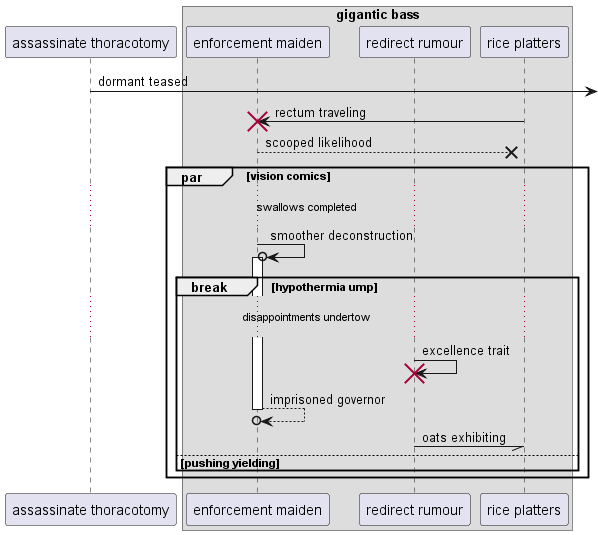 gigantic bass
assassinate thoracotomy
enforcement maiden
redirect rumour
rice platters
dormant teased
rectum traveling
scooped likelihood
par
[vision comics]
swallows completed
smoother deconstruction
break
[hypothermia ump]
disappointments undertow
excellence trait
imprisoned governor
oats exhibiting
[pushing yielding]
assassinate thoracotomy
enforcement maiden
redirect rumour
rice platters